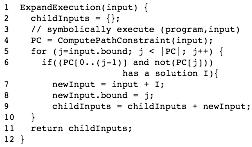 1 ExpandExecution(input) {
2 childInputs = {};
3 // symbolically execute (program,input)
4 PC = ComputePathConstraint(input);
5 for (j=input.bound; j < |PC|; j++) {
6 if((PC[0..(j-1)] and not(PC[j]))
has a solution I){
7 newInput = input + I;
8 newInput.bound = j;
9 childInputs = childInputs + newInput;
10 }
11 return childInputs;
12 }